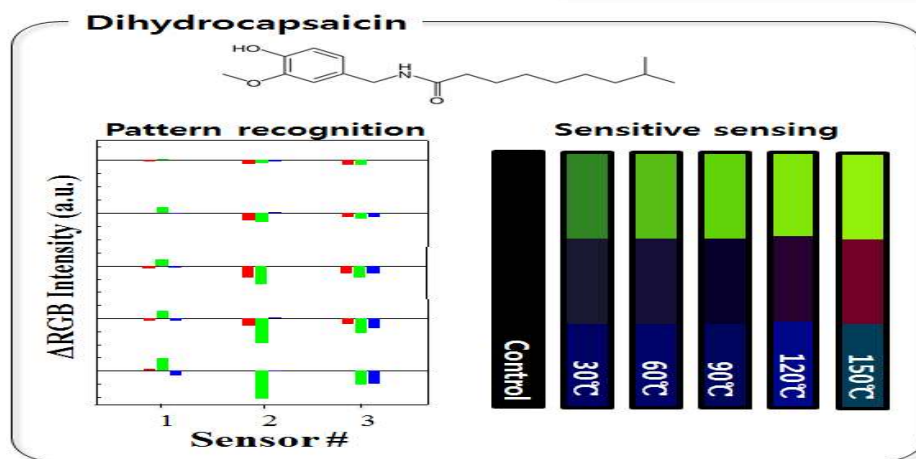 Dihydrocapsaicin
HO
O
H
N
O
Pattern recognition
Sensitive sensing
ΔRGB Intensity (a.u.)
1 2 3
Sensor #
Control
30℃
60℃
90℃
120℃
150℃